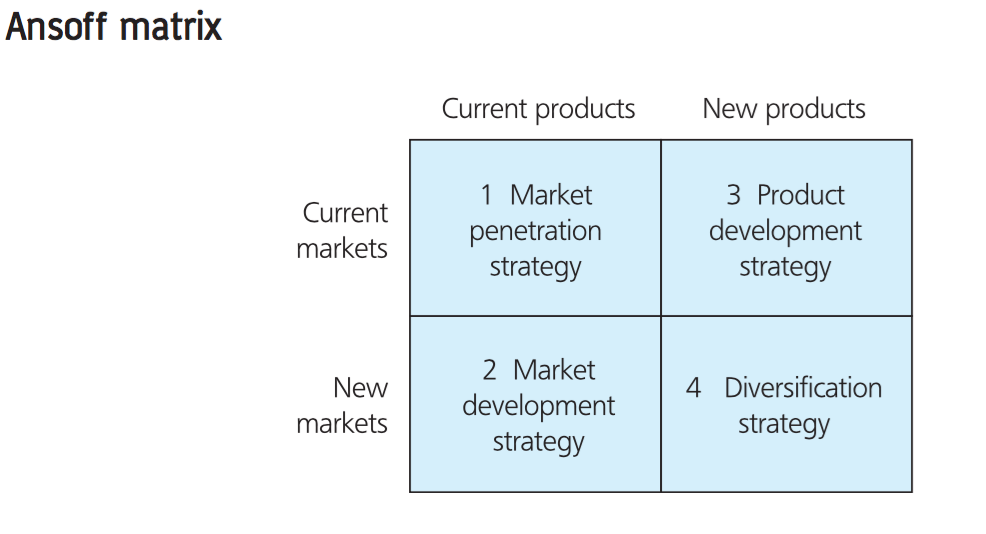 Ansoff matrix
Current products
New products
Current
markets
1 Market
penetration
strategy
3 Product
development
strategy
New
markets
2 Market
development
strategy
4 Diversification
strategy